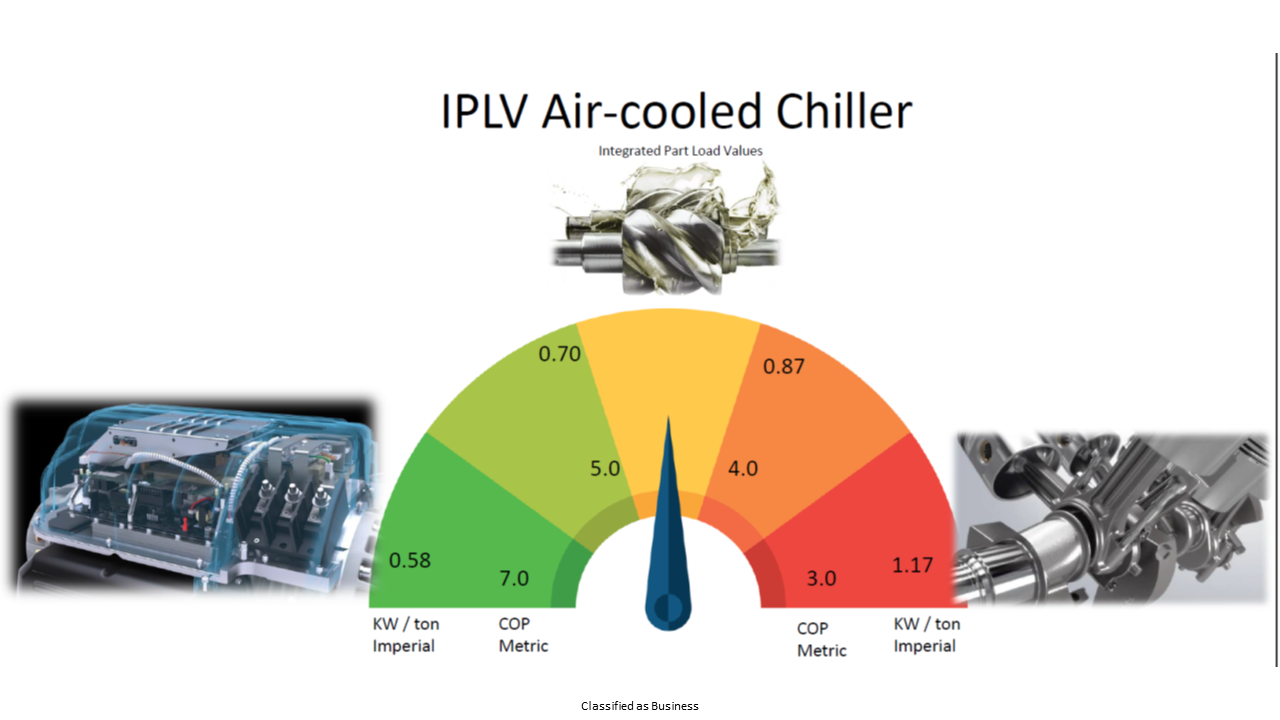 IPLV Air-cooled Chiller
Integrated Part Load Values
0.70
0.87
5.0
4.0
0.58
7.0
3.0
1.17
KW / ton
Imperial
COP
Metric
COP
Metric
KW / ton
Imperial
Classified as Business